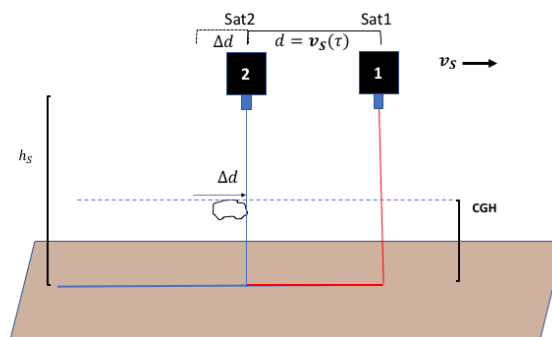 Sat2 Sat1
Δd d = v_S(τ)
2 1 v_S
h_S
Δd
CGH